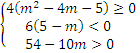 4(m² − 4m − 5) ≥ 0
6(5 − m) < 0
54 − 10m > 0